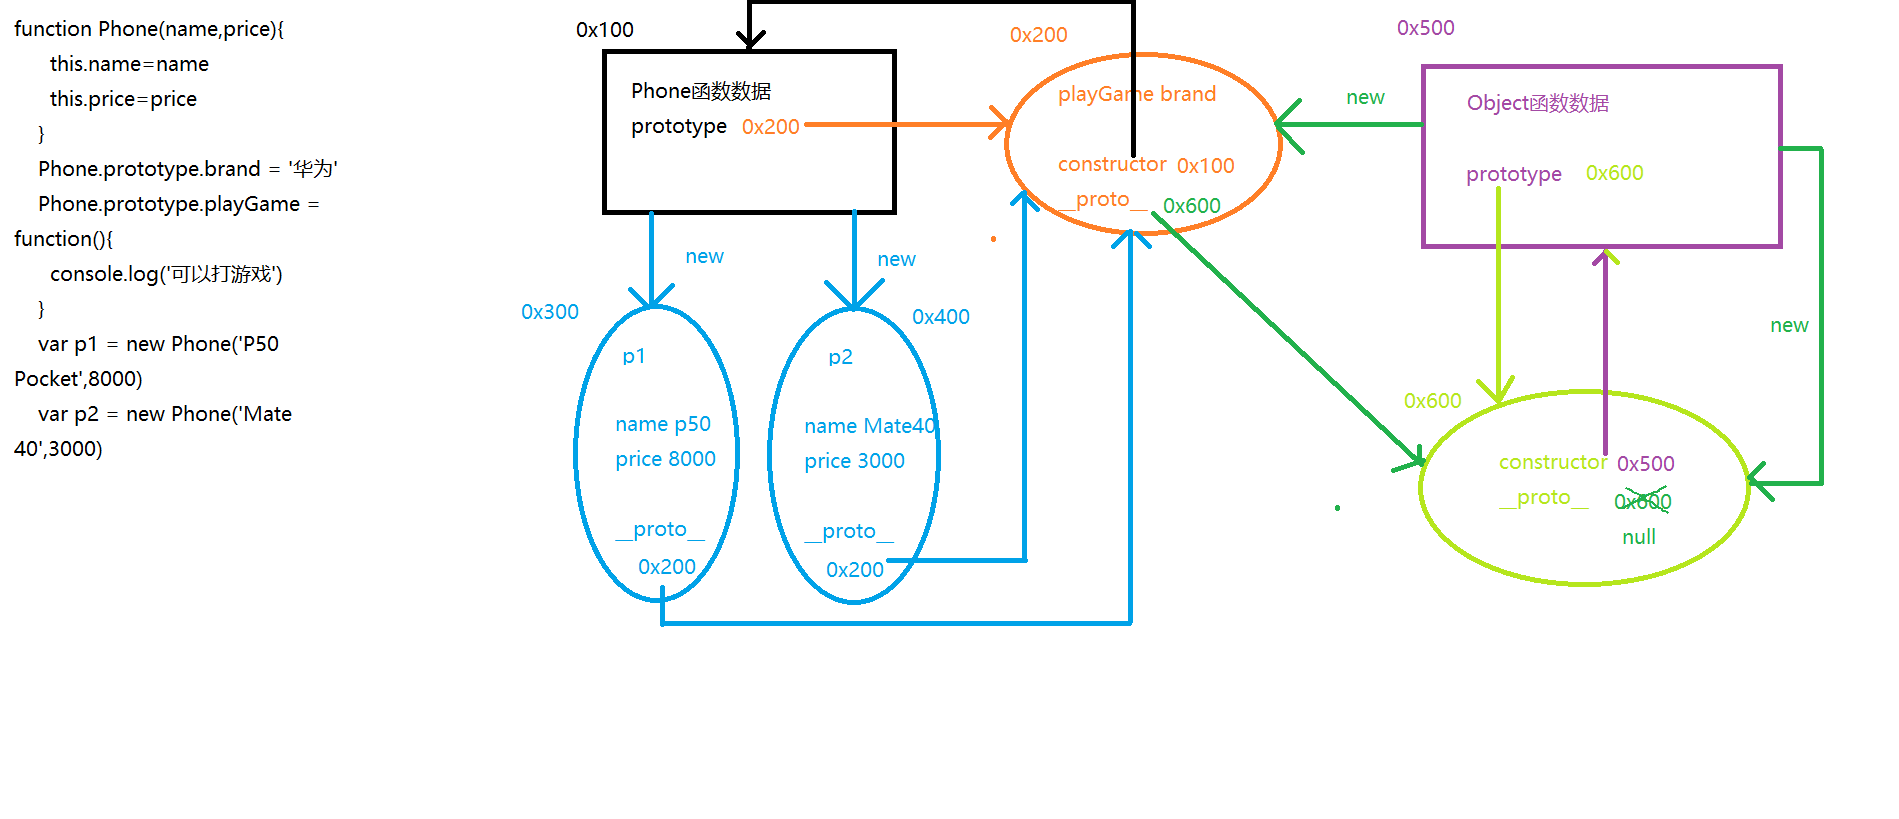 function Phone(name,price){
this.name=name
this.price=price
}
Phone.prototype.brand = '华为'
Phone.prototype.playGame =
function(){
console.log('可以打游戏')
}
var p1 = new Phone('P50
Pocket',8000)
var p2 = new Phone('Mate
40',3000)
0x100
Phone函数数据
prototype 0x200
new
new
0x300
p1
name p50
price 8000
__proto__
0x200
0x400
p2
name Mate40
price 3000
__proto__
0x200
0x200
playGame brand
constructor 0x100
__proto__ 0x600
new
0x500
Object函数数据
prototype 0x600
new
0x600
constructor 0x500
__proto__ 0x600
null